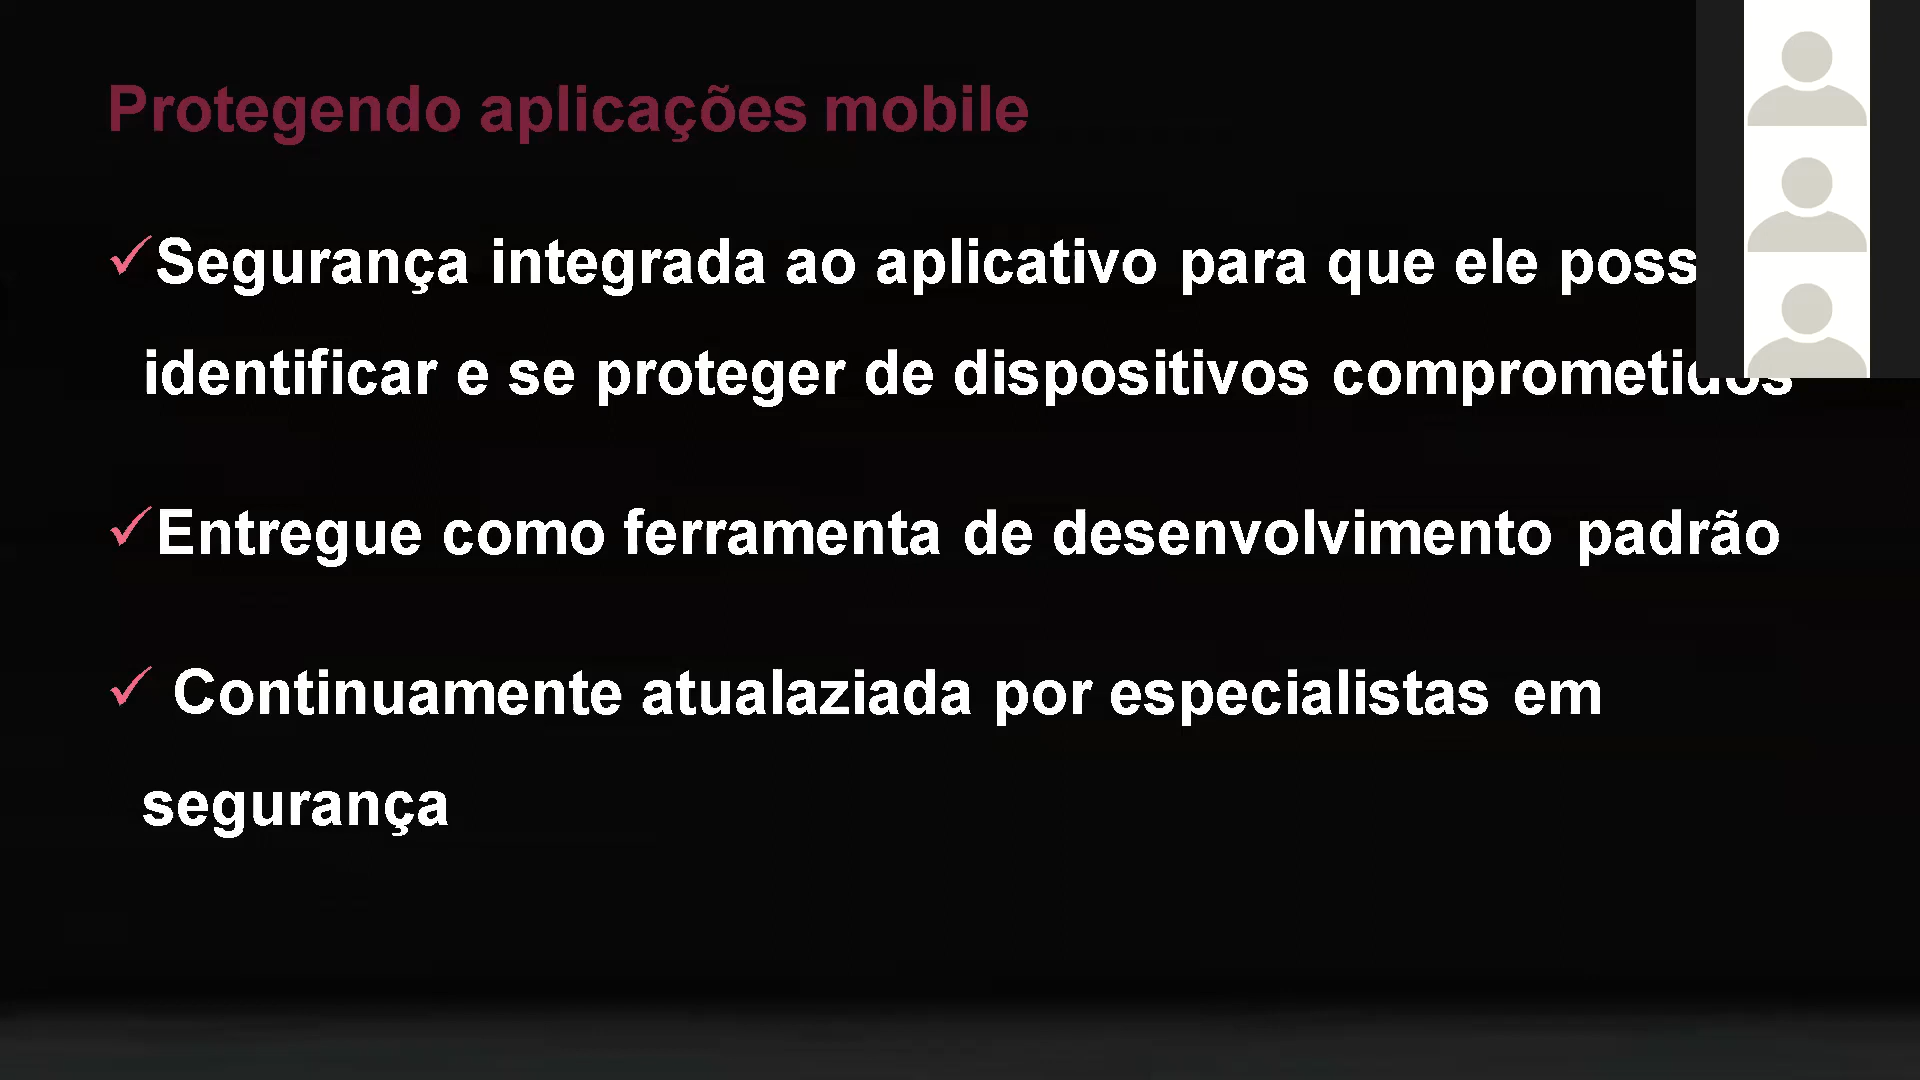 Protegendo aplicações mobile
✓Segurança integrada ao aplicativo para que ele poss
identificar e se proteger de dispositivos comprometidos
✓Entregue como ferramenta de desenvolvimento padrão
✓ Continuamente atualaziada por especialistas em
segurança